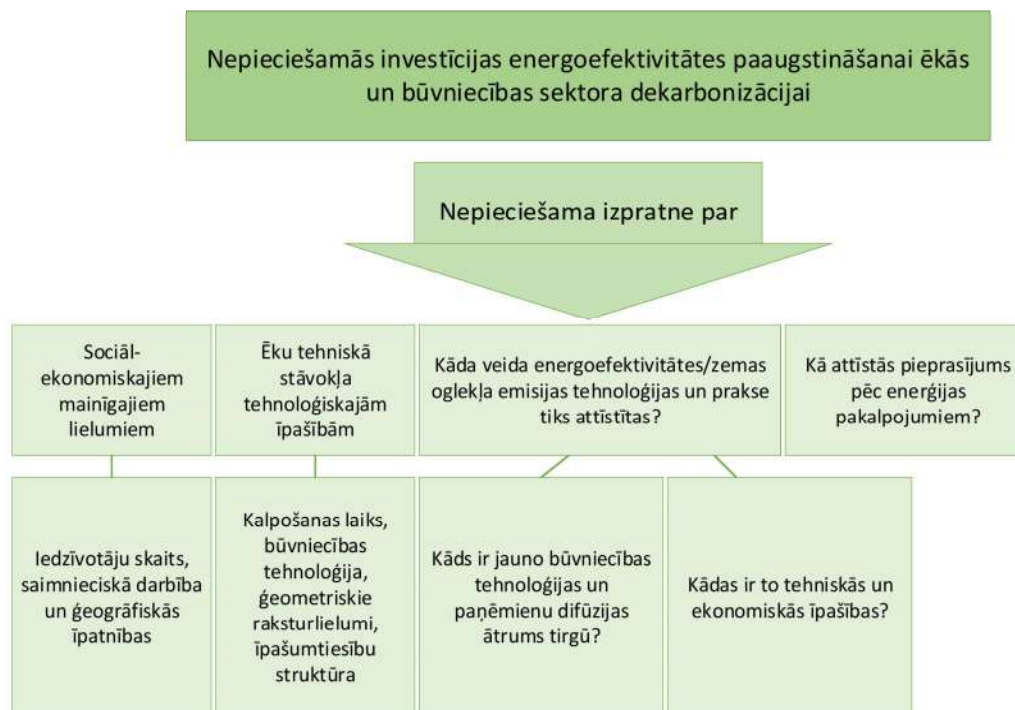 Nepieciešamās investīcijas energoefektivitātes paaugstināšanai ēkās
un būvniecības sektora dekarbonizācijai
Nepieciešama izpratne par
Sociāl-
ekonomiskajiem
mainīgajiem
lielumiem
Ēku tehniskā
stāvokļa
tehnoloģiskajām
īpašībām
Kāda veida energoefektivitātes/zemas
oglekļa emisijas tehnoloģijas un prakse
tiks attīstītas?
Kā attīstās pieprasījums
pēc enerģijas
pakalpojumiem?
Iedzīvotāju skaits,
saimnieciskā darbība
un ģeogrāfiskās
īpatnības
Kalpošanas laiks,
būvniecības
tehnoloģija,
ģeometriskie
raksturlielumi,
īpašumtiesību
struktūra
Kāds ir jauno būvniecības
tehnoloģijas un
paņēmienu difūzijas
ātrums tirgū?
Kādas ir to tehniskās un
ekonomiskās īpašības?